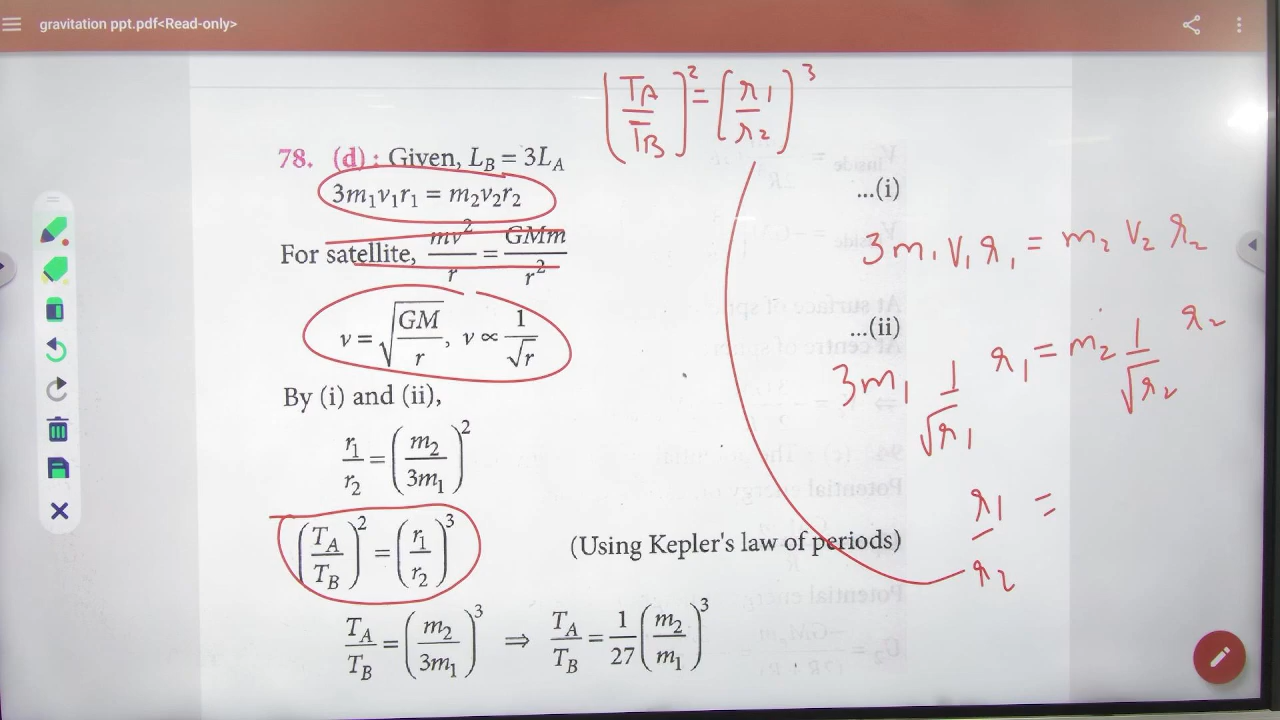 gravitation ppt.pdf<Read-only>
(T_A/T_B)² = [r1/r2]³
78. (d) : Given, L_B = 3L_A
3m₁v₁r₁ = m₂v₂r₂ ...(i)
3m₁v₁r₁ = m₂v₂r₂
For satellite, mv²/r = GMm/r²
v = √(GM/r), v ∝ 1/√r ...(ii)
3m₁ 1/√r₁ r₁ = m₂ 1/√r₂ r₂
By (i) and (ii),
r₁/r₂ = (m₂/3m₁)²
r₁/r₂ =
(T_A/T_B)² = (r₁/r₂)³ (Using Kepler's law of periods)
T_A/T_B = (m₂/3m₁)³ ⇒ T_A/T_B = 1/27 (m₂/m₁)³